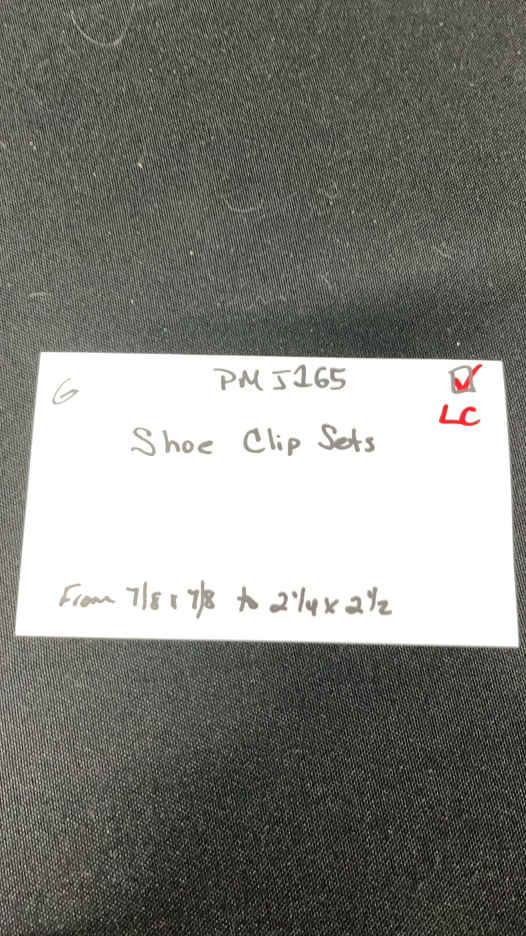 G
PMJ165
LC
Shoe Clip Sets
From 7/8 x 7/8 to 2 1/4 x 2 1/2